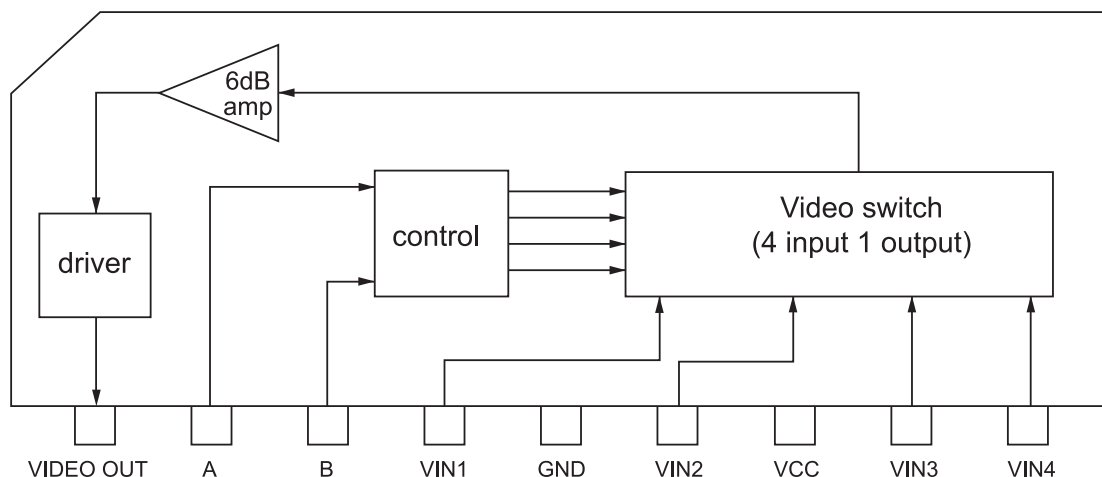 6dB
amp
driver
control
Video switch
(4 input 1 output)
VIDEO OUT
A
B
VIN1
GND
VIN2
VCC
VIN3
VIN4